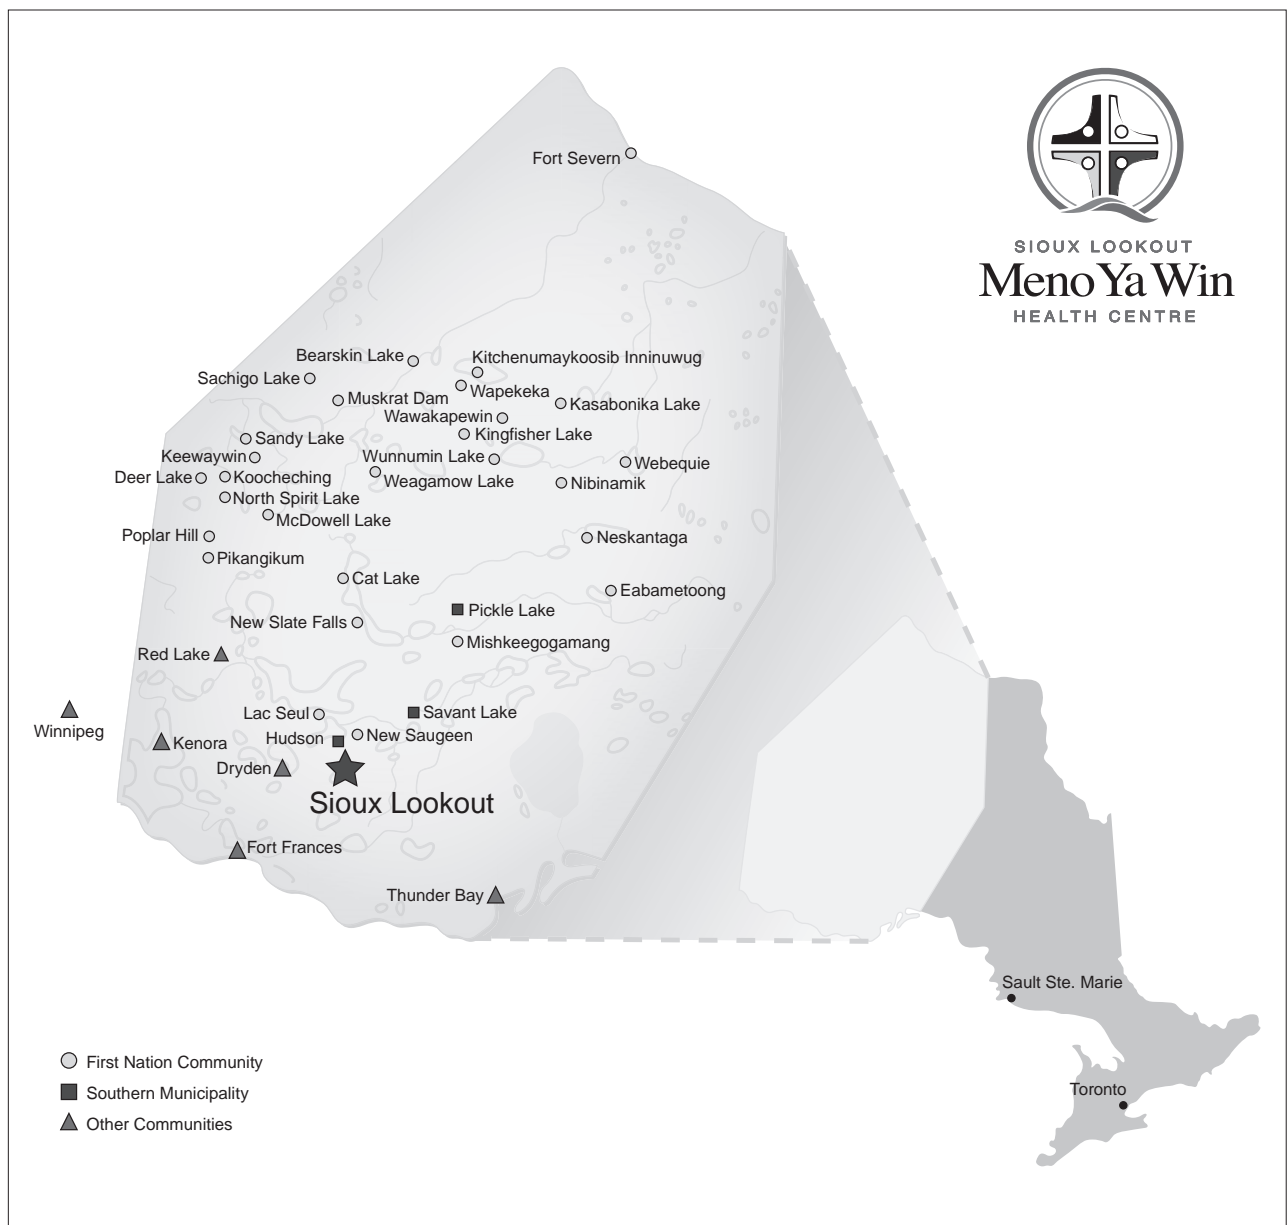 SIOUX LOOKOUT
Meno Ya Win
HEALTH CENTRE
Fort Severn
Bearskin Lake
Kitchenumaykoosib Inninuwug
Sachigo Lake
Wapekeka
Muskrat Dam
Kasabonika Lake
Wawakapewin
Sandy Lake
Kingfisher Lake
Keewaywin
Wunnumin Lake
Webequie
Deer Lake
Koocheching
Weagamow Lake
Nibinamik
North Spirit Lake
McDowell Lake
Poplar Hill
Neskantaga
Pikangikum
Cat Lake
Eabametoong
Pickle Lake
New Slate Falls
Mishkeegogamang
Red Lake
Lac Seul
Savant Lake
Winnipeg
Kenora
Hudson
New Saugeen
Dryden
Sioux Lookout
Fort Frances
Thunder Bay
Sault Ste. Marie
First Nation Community
Southern Municipality
Toronto
Other Communities